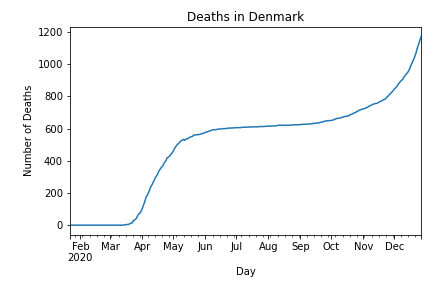 Deaths in Denmark
Number of Deaths
1200
1000
800
600
400
200
0
Feb Mar Apr May Jun Jul Aug Sep Oct Nov Dec
2020
Day